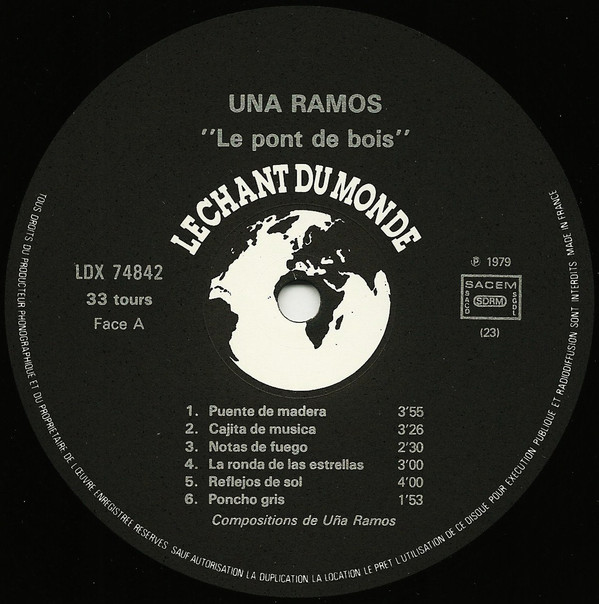 UNA RAMOS
"Le pont de bois"
LE CHANT DU MONDE
LDX 74842
33 tours
Face A
℗ 1979
SACEM
SACD
SDRM
SGDL
(23)
1. Puente de madera 3'55
2. Cajita de musica 3'26
3. Notas de fuego 2'30
4. La ronda de las estrellas 3'00
5. Reflejos de sol 4'00
6. Poncho gris 1'53
Compositions de Uña Ramos
TOUS DROITS DU PRODUCTEUR PHONOGRAPHIQUE ET DU PROPRIETAIRE DE L'ŒUVRE ENREGISTREE RESERVES. SAUF AUTORISATION LA DUPLICATION LA LOCATION LE PRET L'UTILISATION DE CE DISQUE POUR EXECUTION PUBLIQUE ET RADIODIFFUSION SONT INTERDITS MADE IN FRANCE